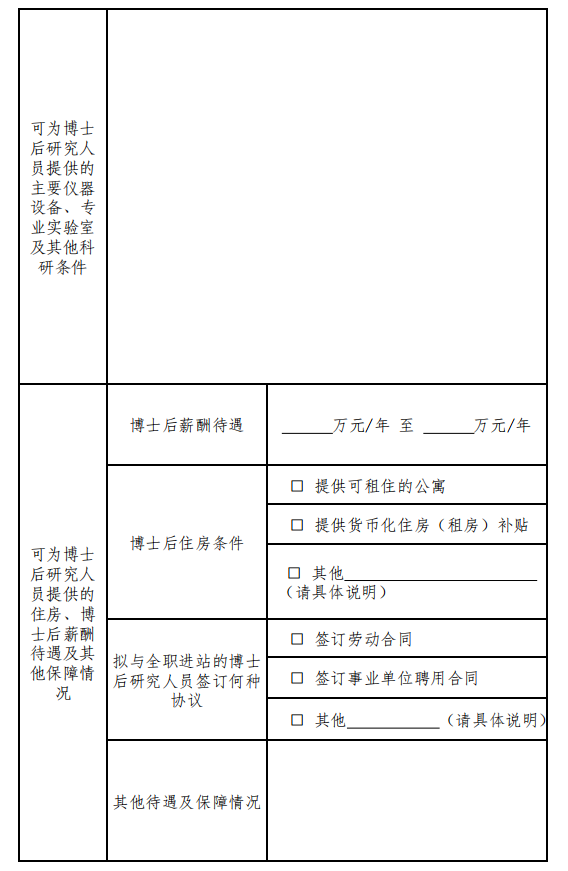 可为博士
后研究人
员提供的
主要仪器
设备、专
业实验室
及其他科
研条件
可为博士
后研究人
员提供的
住房、博
士后薪酬
待遇及其
他保障情
况
博士后薪酬待遇
______万元/年 至 ______万元/年
博士后住房条件
□ 提供可租住的公寓
□ 提供货币化住房（租房）补贴
□ 其他______________________
（请具体说明）
拟与全职进站的博士
后研究人员签订何种
协议
□ 签订劳动合同
□ 签订事业单位聘用合同
□ 其他___________（请具体说明）
其他待遇及保障情况